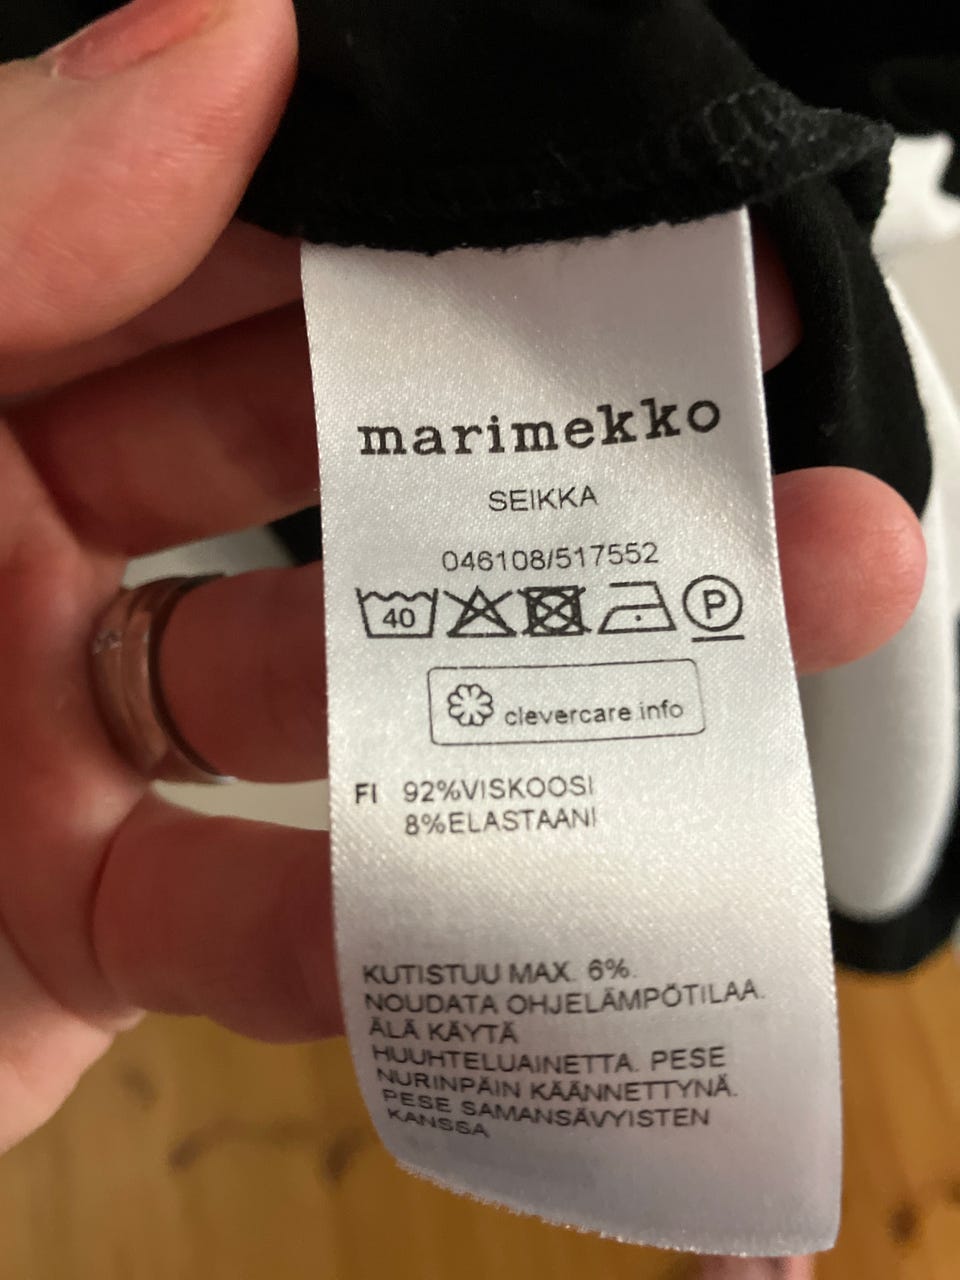 marimekko
SEIKKA
046108/517552
40 P
clevercare.info
FI 92%VISKOOSI
8%ELASTAANI
KUTISTUU MAX. 6%.
NOUDATA OHJELÄMPÖTILAA.
ÄLÄ KÄYTÄ
HUUHTELUAINETTA. PESE
NURINPÄIN KÄÄNNETTYNÄ.
PESE SAMANSÄVYISTEN
KANSSA